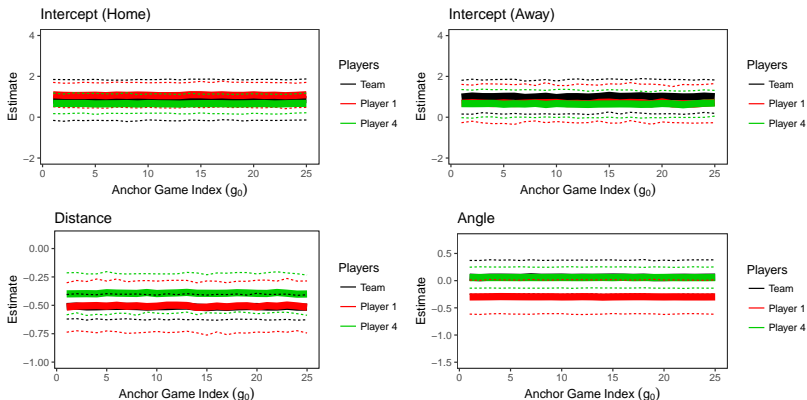 Intercept (Home)
Intercept (Away)
4
2
0
−2
Estimate
0 5 10 15 20 25
Anchor Game Index (g0)
Players
Team
Player 1
Player 4
4
2
0
−2
Estimate
0 5 10 15 20 25
Anchor Game Index (g0)
Players
Team
Player 1
Player 4
Distance
Angle
0.00
−0.25
−0.50
−0.75
−1.00
Estimate
0 5 10 15 20 25
Anchor Game Index (g0)
Players
Team
Player 1
Player 4
0.5
0.0
−0.5
−1.0
−1.5
Estimate
0 5 10 15 20 25
Anchor Game Index (g0)
Players
Team
Player 1
Player 4